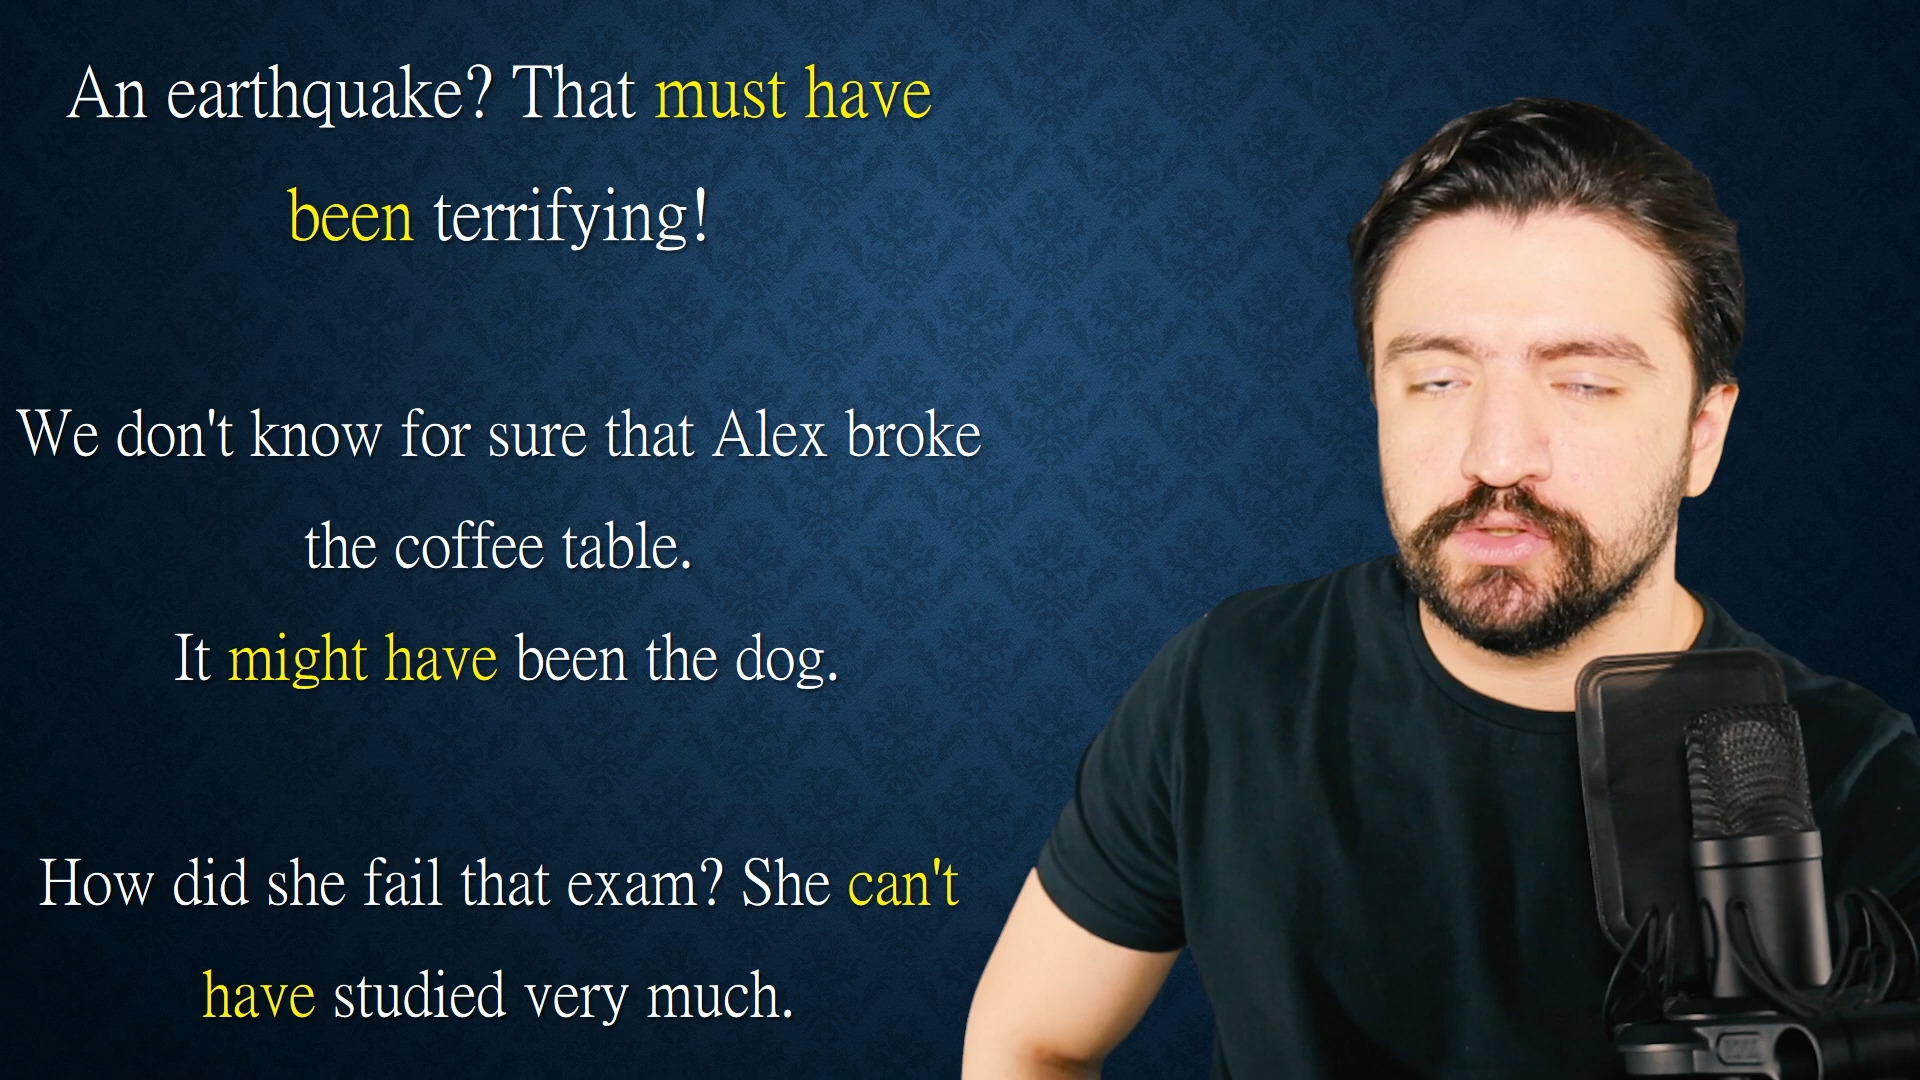 An earthquake? That must have
been terrifying!
We don't know for sure that Alex broke
the coffee table.
It might have been the dog.
How did she fail that exam? She can't
have studied very much.